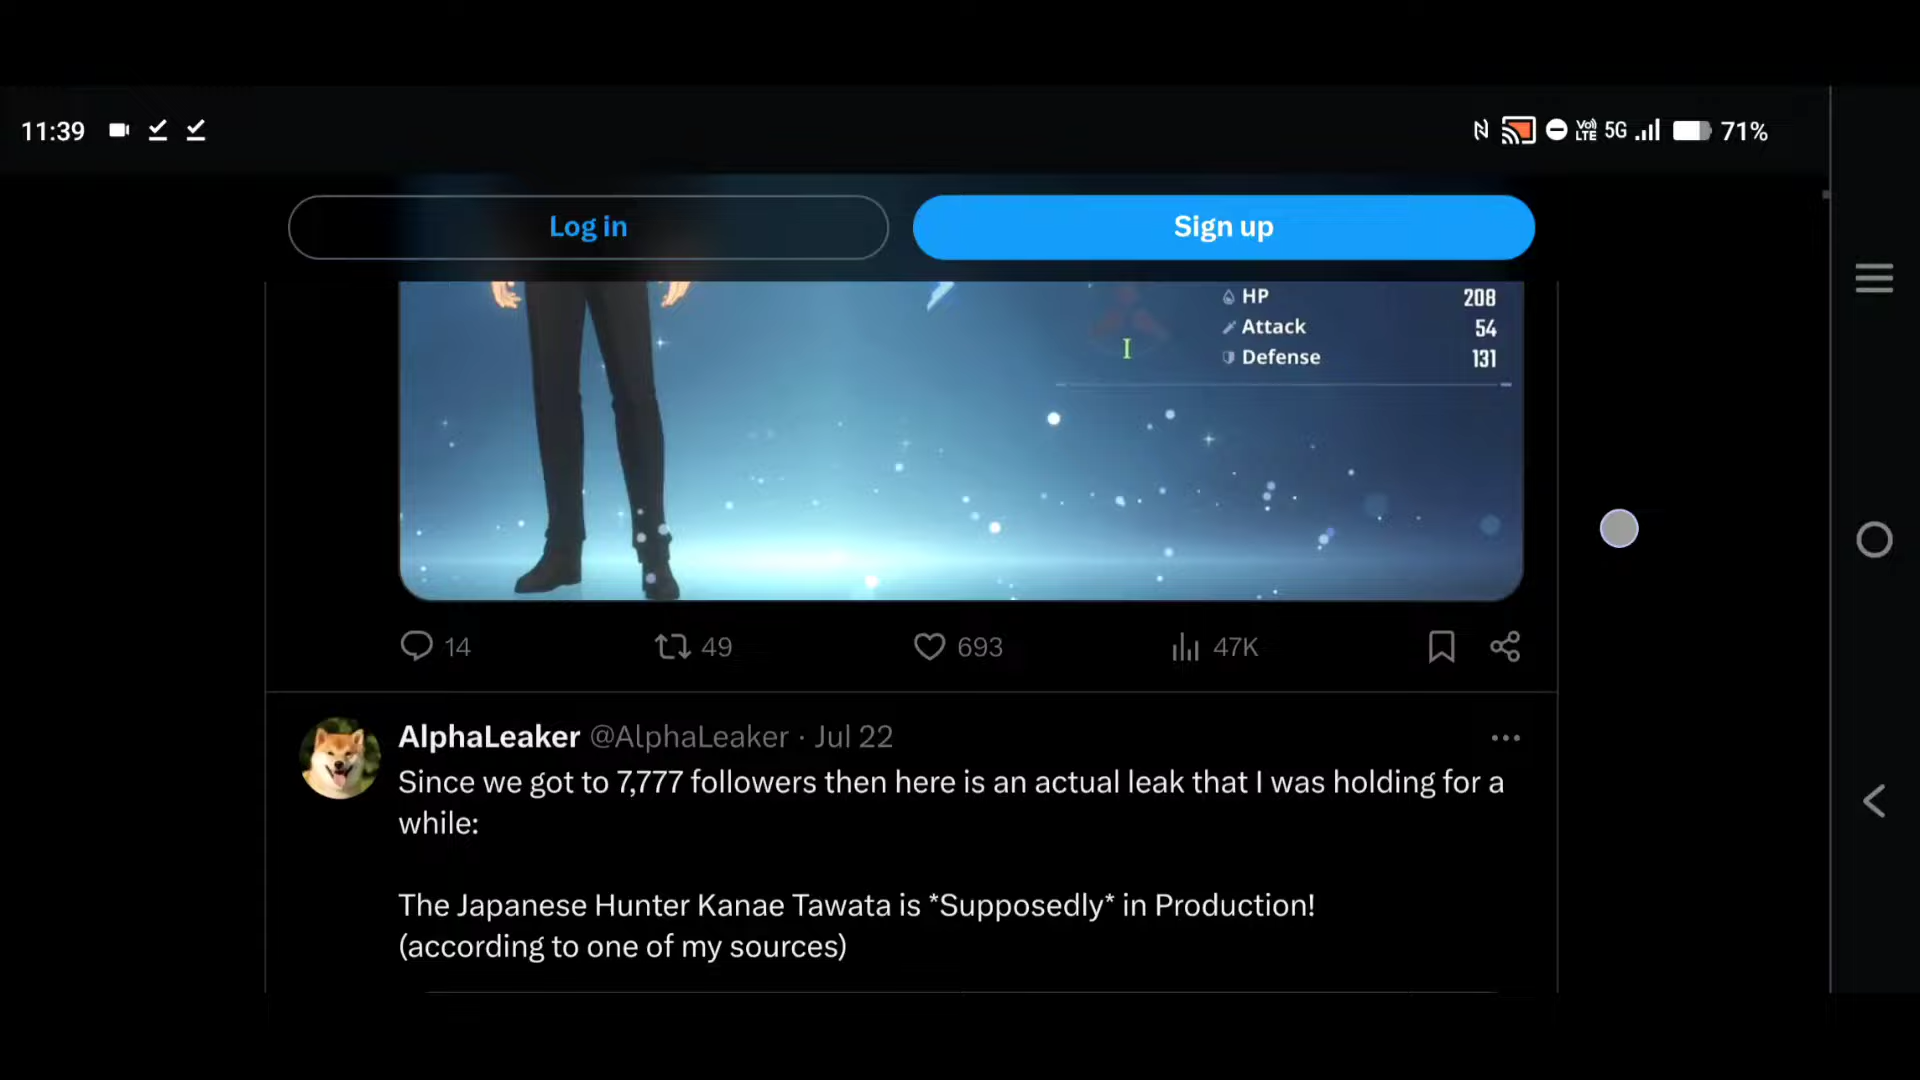 11:39
VoLTE 5G 71%
Log in
Sign up
HP 208
Attack 54
I
Defense 131
14 49 693 47K
AlphaLeaker @AlphaLeaker · Jul 22
Since we got to 7,777 followers then here is an actual leak that I was holding for a
while:
The Japanese Hunter Kanae Tawata is *Supposedly* in Production!
(according to one of my sources)